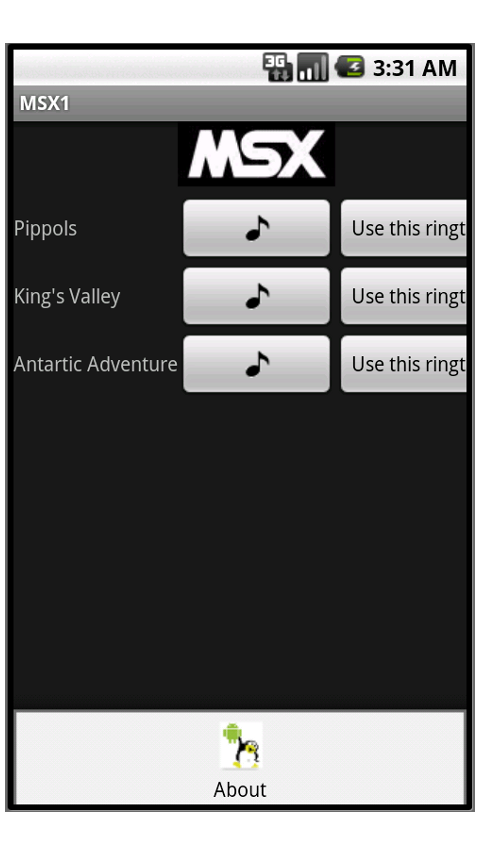 3G 3:31 AM
MSX1
MSX
Pippols Use this ringt
King's Valley Use this ringt
Antartic Adventure Use this ringt
About